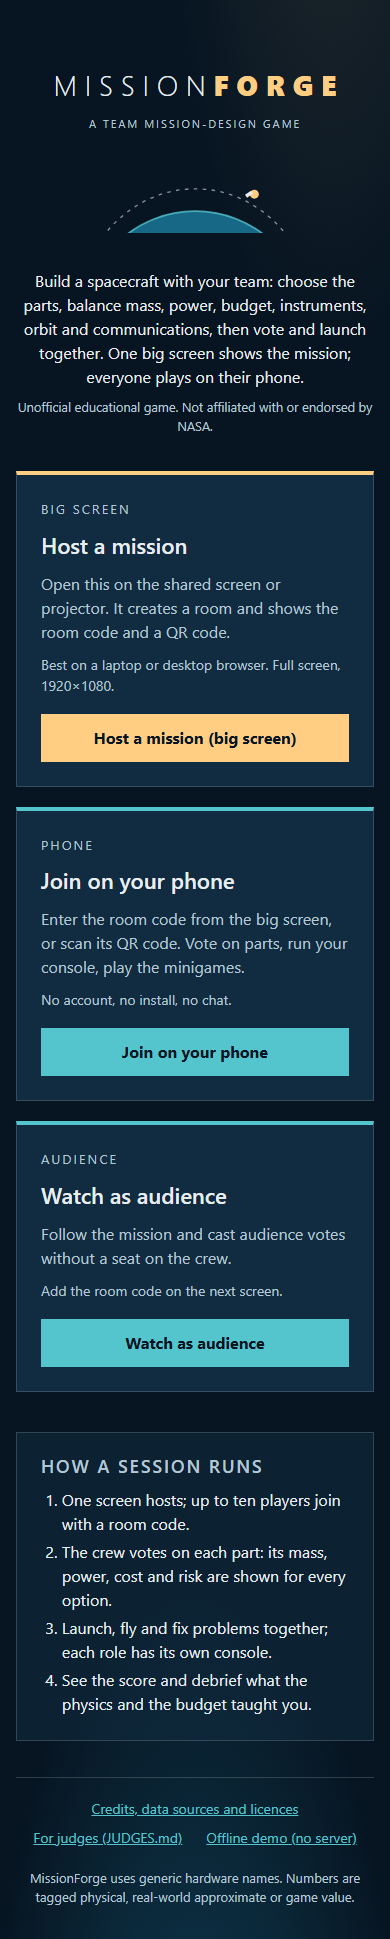 MISSIONFORGE
A TEAM MISSION-DESIGN GAME
Build a spacecraft with your team: choose the
parts, balance mass, power, budget, instruments,
orbit and communications, then vote and launch
together. One big screen shows the mission;
everyone plays on their phone.
Unofficial educational game. Not affiliated with or endorsed by
NASA.
BIG SCREEN
Host a mission
Open this on the shared screen or
projector. It creates a room and shows the
room code and a QR code.
Best on a laptop or desktop browser. Full screen,
1920×1080.
Host a mission (big screen)
PHONE
Join on your phone
Enter the room code from the big screen,
or scan its QR code. Vote on parts, run your
console, play the minigames.
No account, no install, no chat.
Join on your phone
AUDIENCE
Watch as audience
Follow the mission and cast audience votes
without a seat on the crew.
Add the room code on the next screen.
Watch as audience
HOW A SESSION RUNS
1. One screen hosts; up to ten players join
with a room code.
2. The crew votes on each part: its mass,
power, cost and risk are shown for every
option.
3. Launch, fly and fix problems together;
each role has its own console.
4. See the score and debrief what the
physics and the budget taught you.
Credits, data sources and licences
For judges (JUDGES.md) Offline demo (no server)
MissionForge uses generic hardware names. Numbers are
tagged physical, real-world approximate or game value.